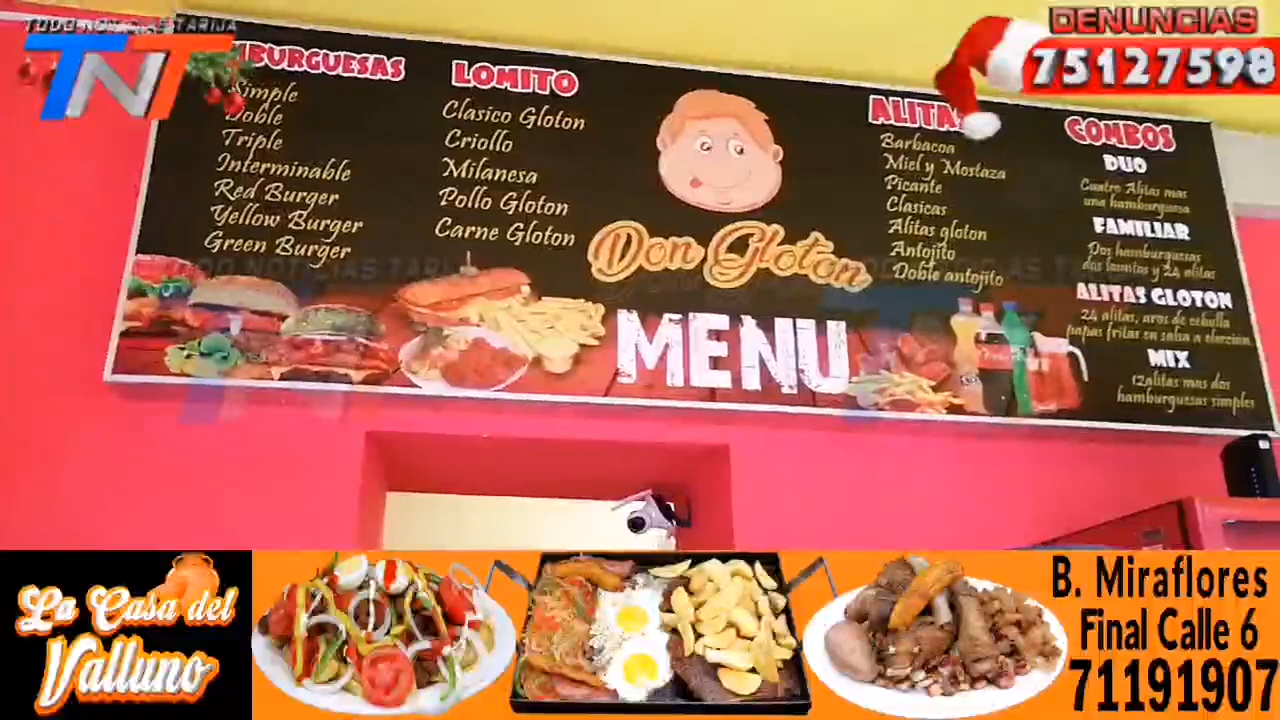 TODO NOTICIAS TARIJA
TNT
DENUNCIAS
75127598
HAMBURGUESAS
Simple
Doble
Triple
Interminable
Red Burger
Yellow Burger
Green Burger
LOMITO
Clasico Gloton
Criollo
Milanesa
Pollo Gloton
Carne Gloton
Don Gloton
MENU
ALITAS
Barbacoa
Miel y Mostaza
Picante
Clasicas
Alitas gloton
Antojito
Doble antojito
COMBOS
DUO
Cuatro Alitas mas
una hamburguesa
FAMILIAR
Dos hamburguesas
dos lomitos y 24 alitas
ALITAS GLOTON
24 alitas, aros de cebolla
papas fritas en salsa a eleccion
MIX
12alitas mas dos
hamburguesas simples
La Casa del
Valluno
B. Miraflores
Final Calle 6
71191907